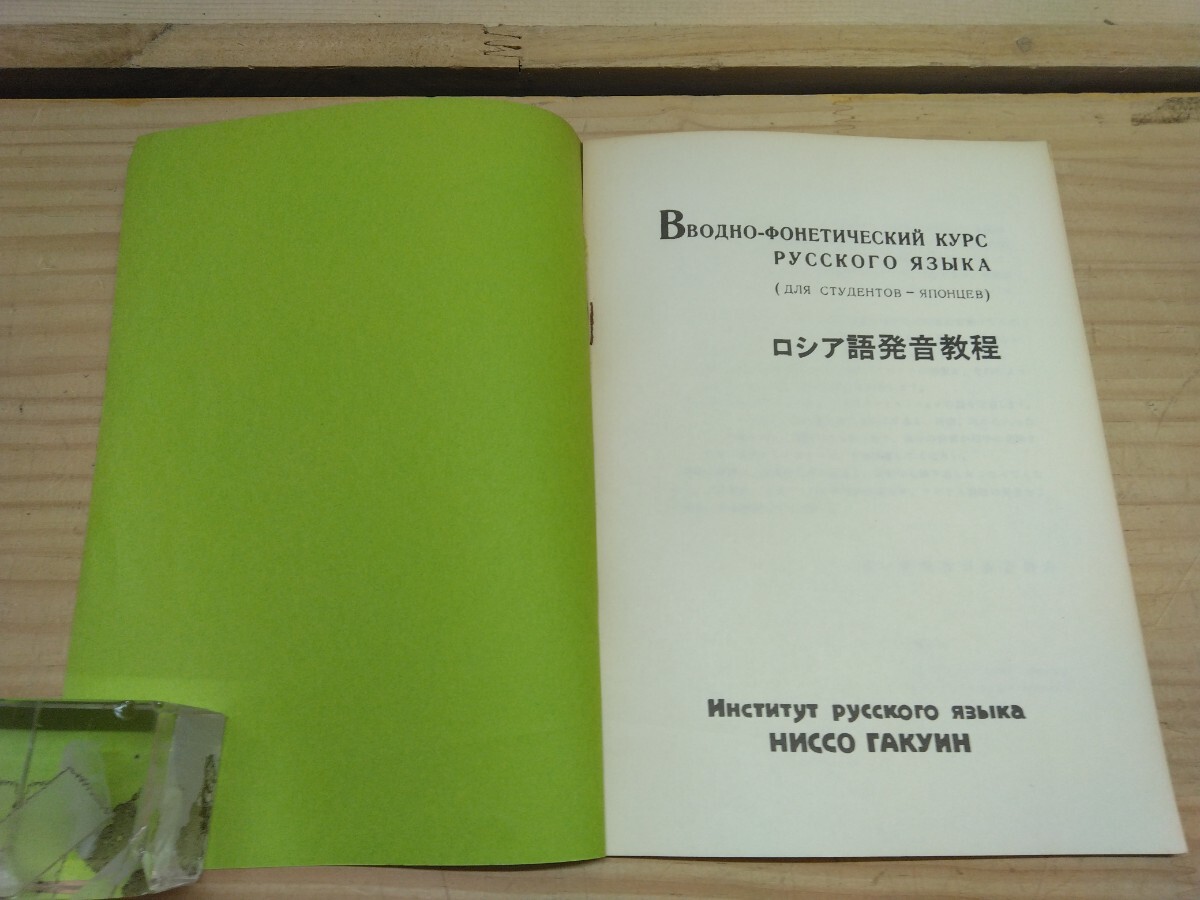 Вводно-фонетический курс
русского языка
(для студентов – японцев)
ロシア語発音教程
Институт русского языка
НИССО ГАКУИН